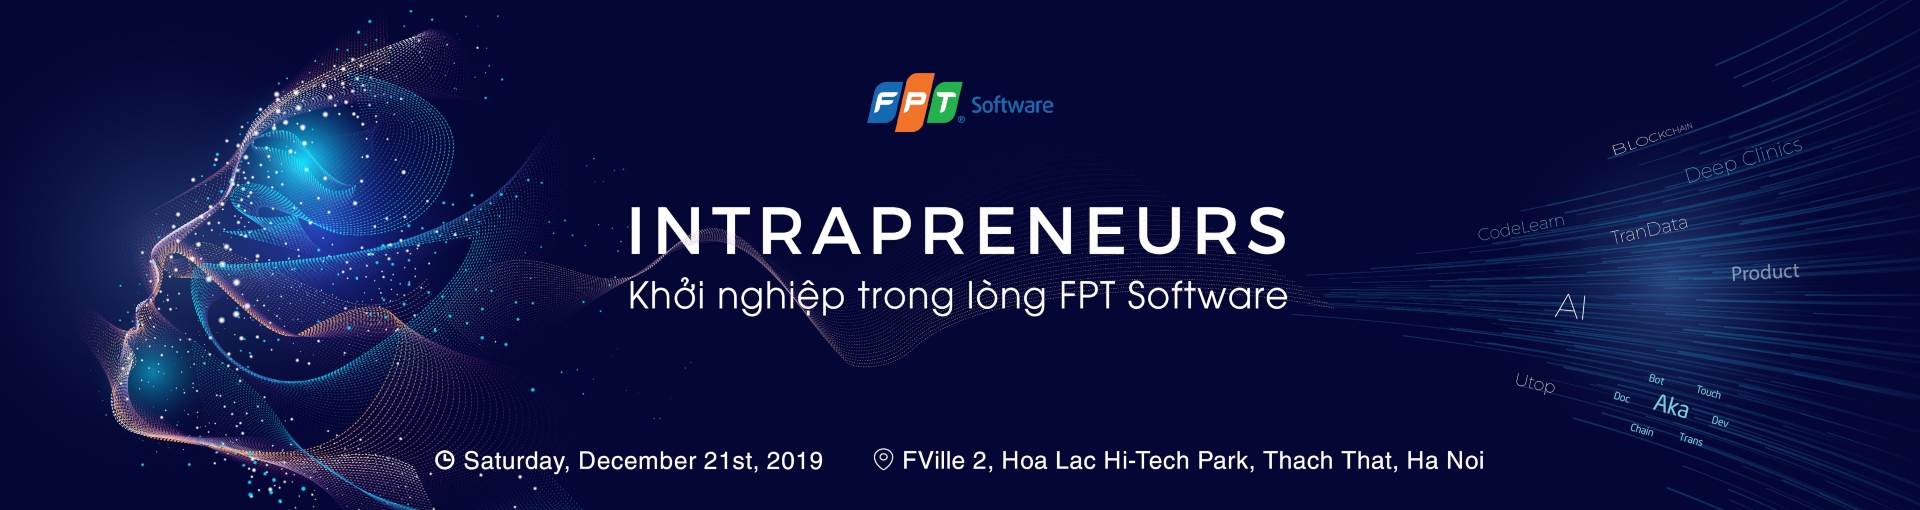 FPT® Software
INTRAPRENEURS
Khởi nghiệp trong lòng FPT Software
Saturday, December 21st, 2019
FVille 2, Hoa Lac Hi-Tech Park, Thach That, Ha Noi
BLOCKCHAIN
Deep Clinics
CodeLearn
TranData
Product
AI
Utop
Bot
Touch
Doc
Aka
Dev
Chain
Trans